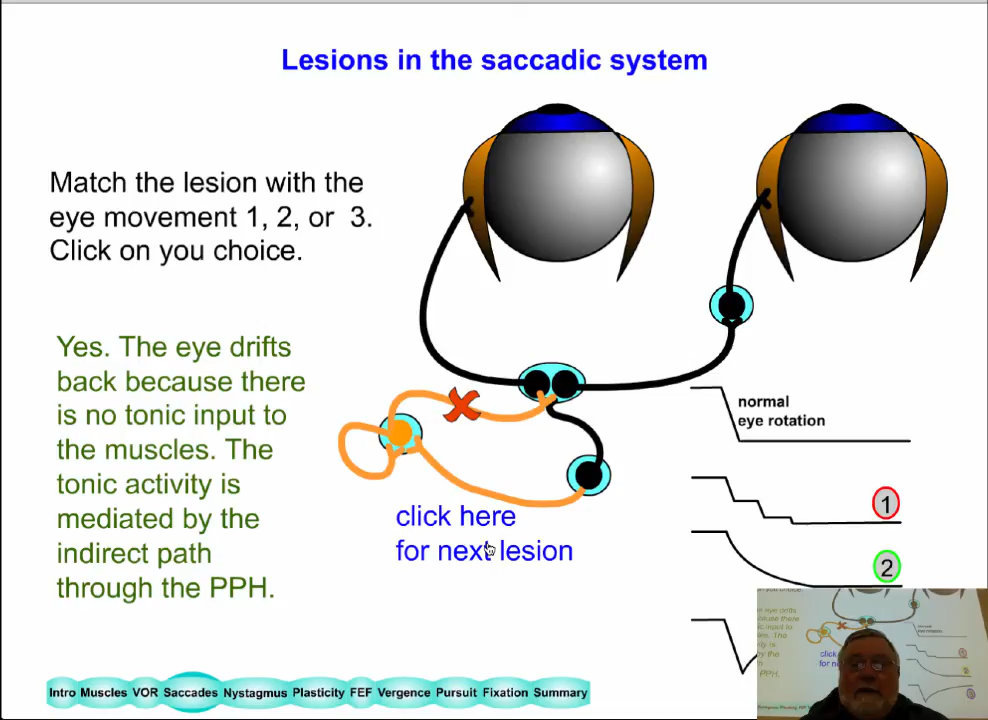 Lesions in the saccadic system
Match the lesion with the
eye movement 1, 2, or 3.
Click on you choice.
Yes. The eye drifts
back because there
is no tonic input to
the muscles. The
tonic activity is
mediated by the
indirect path
through the PPH.
click here
for next lesion
normal
eye rotation
1
2
Intro Muscles VOR Saccades Nystagmus Plasticity FEF Vergence Pursuit Fixation Summary